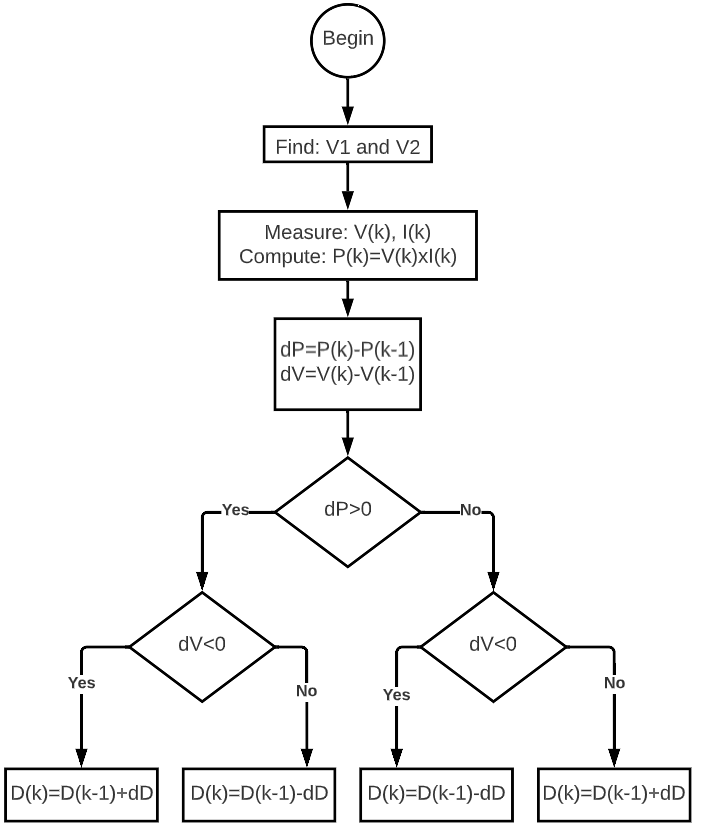 Begin
Find: V1 and V2
Measure: V(k), I(k)
Compute: P(k)=V(k)xI(k)
dP=P(k)-P(k-1)
dV=V(k)-V(k-1)
dP>0
Yes
No
dV<0
dV<0
Yes
No
Yes
No
D(k)=D(k-1)+dD
D(k)=D(k-1)-dD
D(k)=D(k-1)-dD
D(k)=D(k-1)+dD